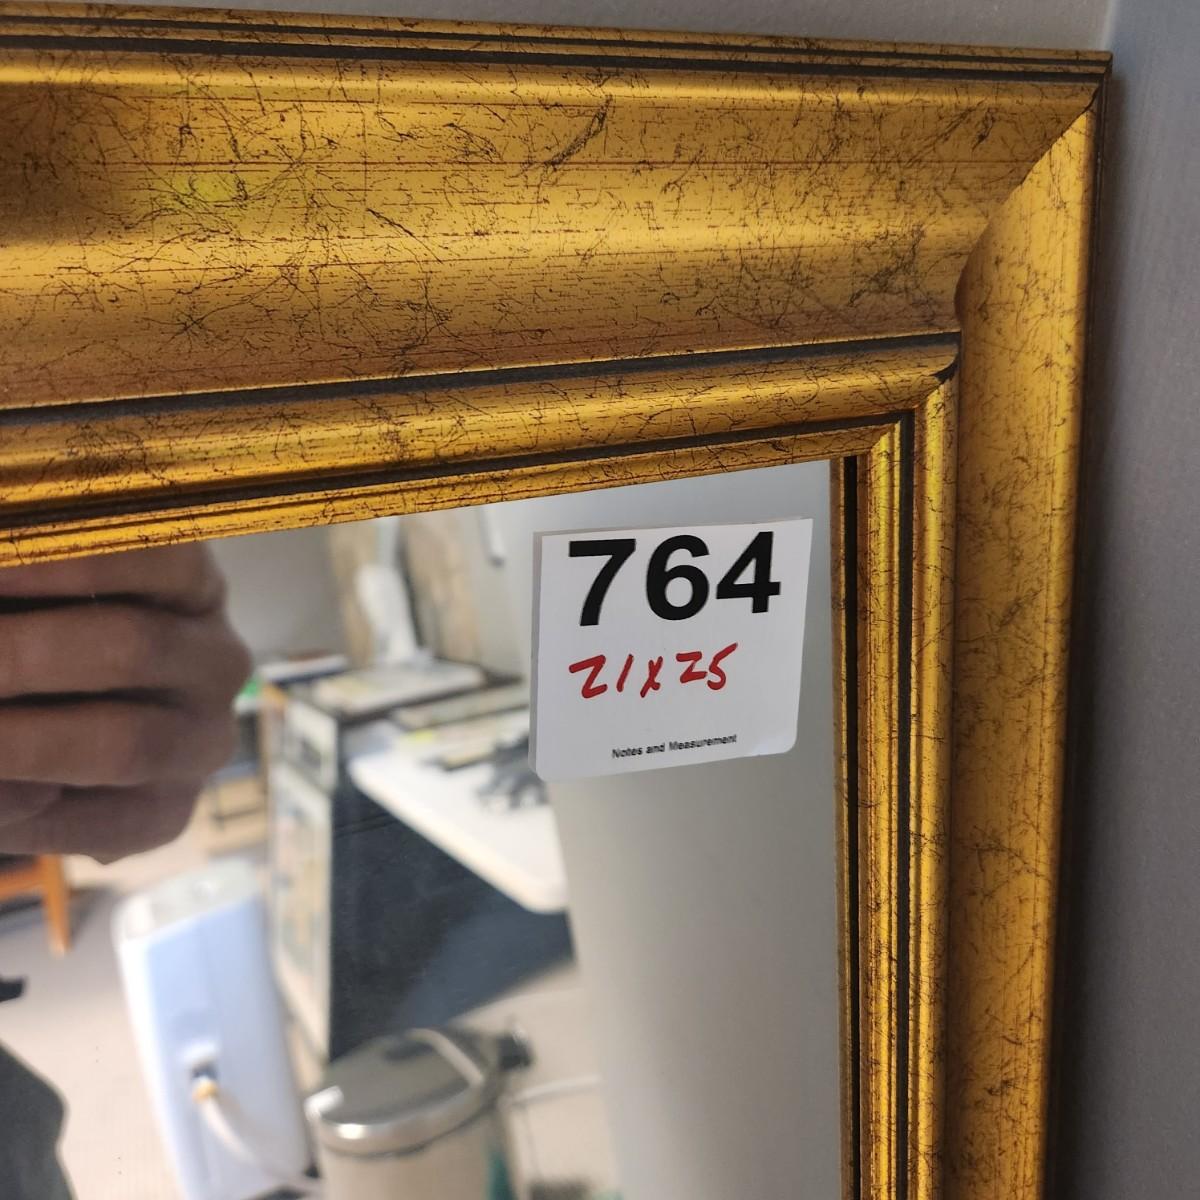 764
21x25
Notes and Measurement